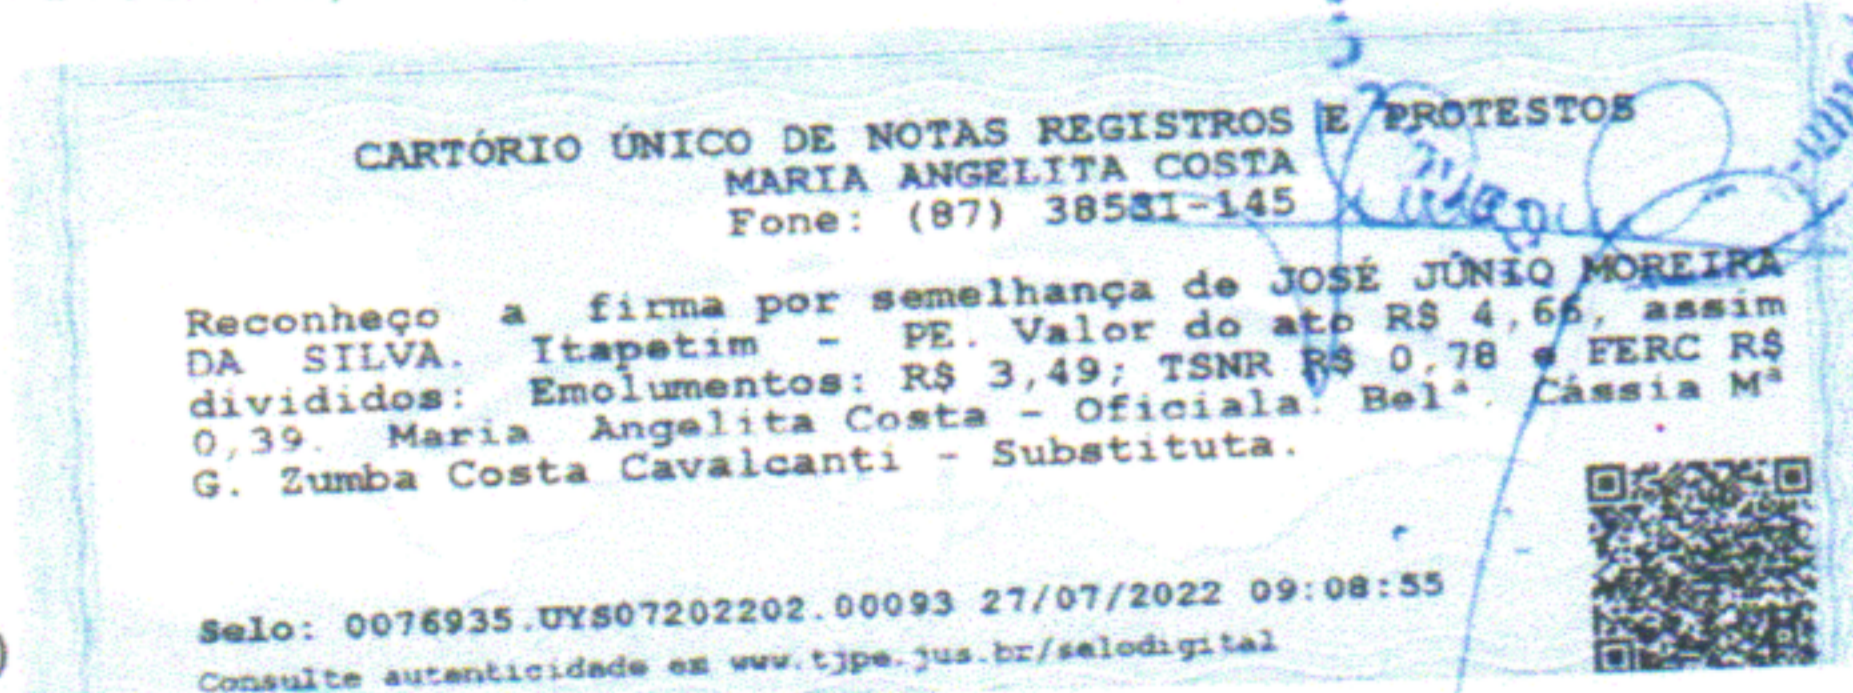 CARTÓRIO ÚNICO DE NOTAS REGISTROS E PROTESTOS
MARIA ANGELITA COSTA
Fone: (87) 38531-145
Reconheço a firma por semelhança de JOSÉ JÚNIO MOREIRA
DA SILVA. Itapetim - PE. Valor do ato R$ 4,66, assim
divididos: Emolumentos: R$ 3,49; TSNR R$ 0,78 e FERC R$
0,39. Maria Angelita Costa - Oficiala. Belª. Cássia Mª
G. Zumba Costa Cavalcanti - Substituta.
Selo: 0076935.UYS07202202.00093 27/07/2022 09:08:55
Consulte autenticidade em www.tjpe.jus.br/selodigital